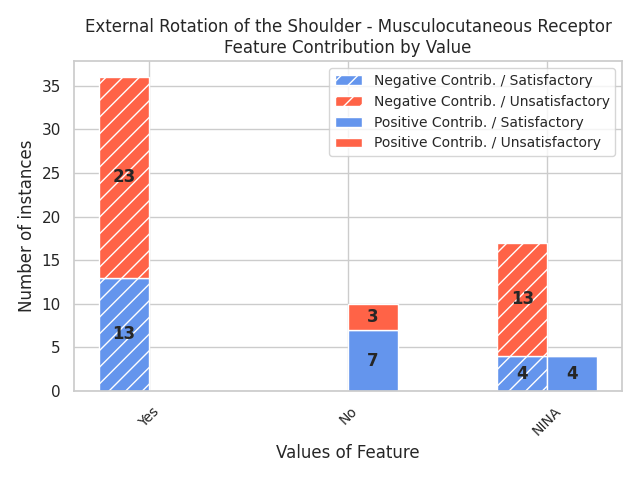 External Rotation of the Shoulder - Musculocutaneous Receptor
Feature Contribution by Value
Negative Contrib. / Satisfactory
Negative Contrib. / Unsatisfactory
Positive Contrib. / Satisfactory
Positive Contrib. / Unsatisfactory
Number of instances
35
30
25
20
15
10
5
0
23
13
3
7
13
4
4
Yes
No
NINA
Values of Feature